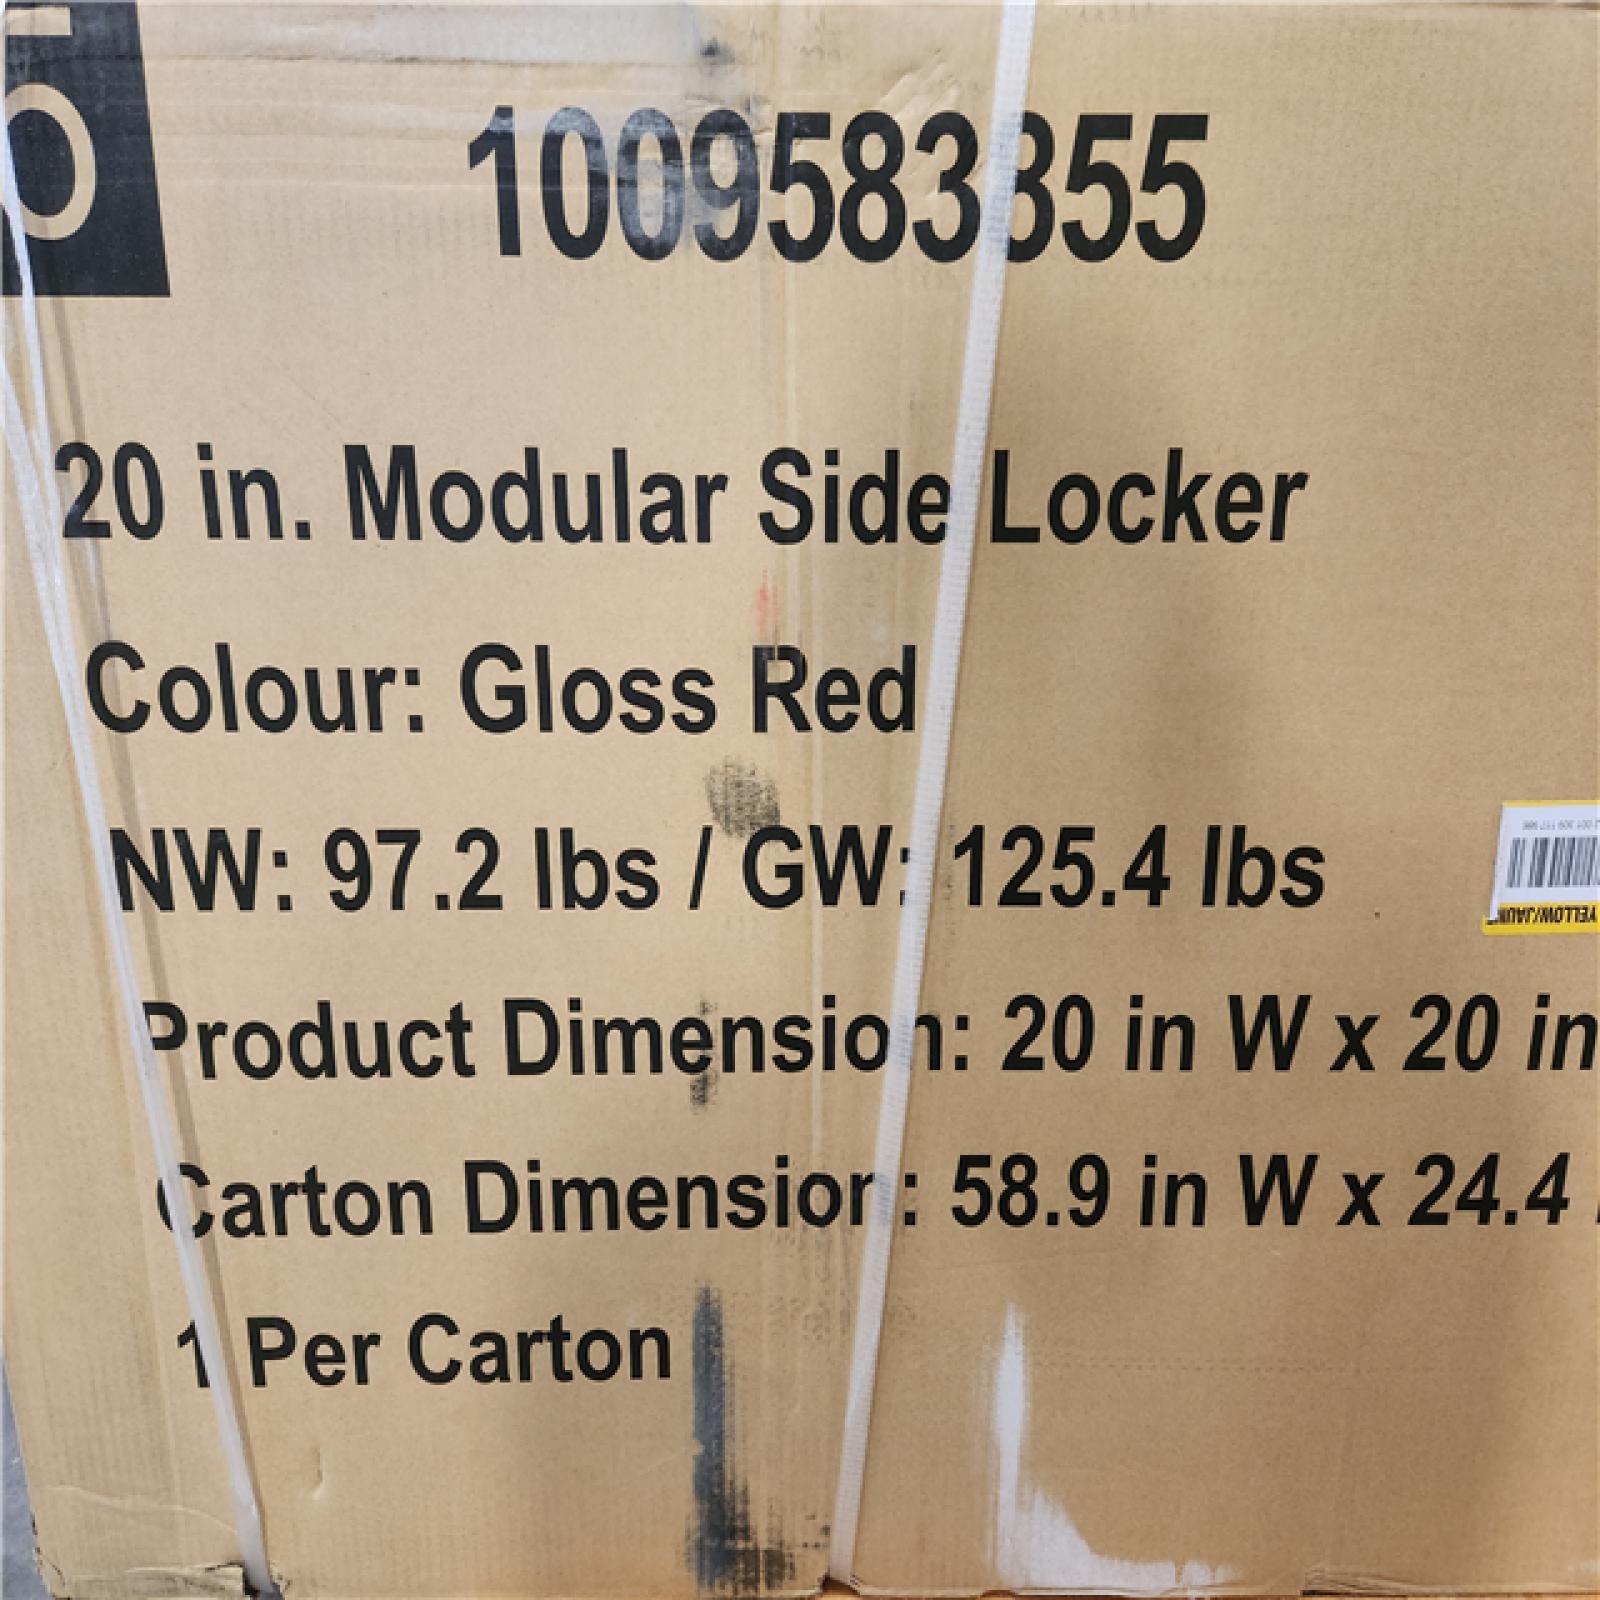 1009583855
20 in. Modular Side Locker
Colour: Gloss Red
NW: 97.2 lbs / GW: 125.4 lbs
Product Dimension: 20 in W x 20 in
Carton Dimension: 58.9 in W x 24.4
1 Per Carton